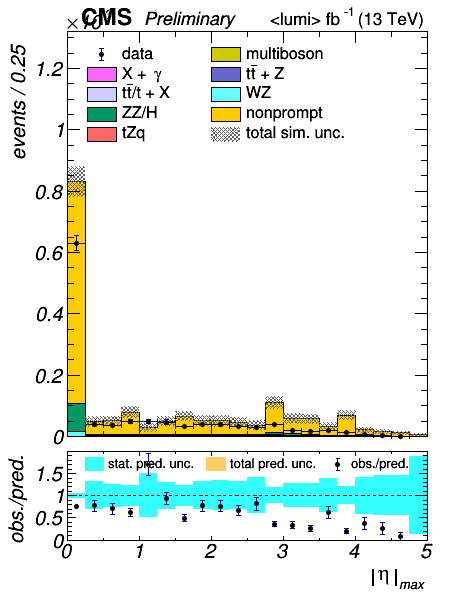 CMS Preliminary <lumi> fb⁻¹ (13 TeV)
events / 0.25
1.2
1
0.8
0.6
0.4
0.2
0
data
multiboson
X + γ
tt̄ + Z
tt̄/t + X
WZ
ZZ/H
nonprompt
tZq
total sim. unc.
obs./pred.
1.5
1
0.5
0
stat. pred. unc.
total pred. unc.
obs./pred.
0 1 2 3 4 5
|η|max